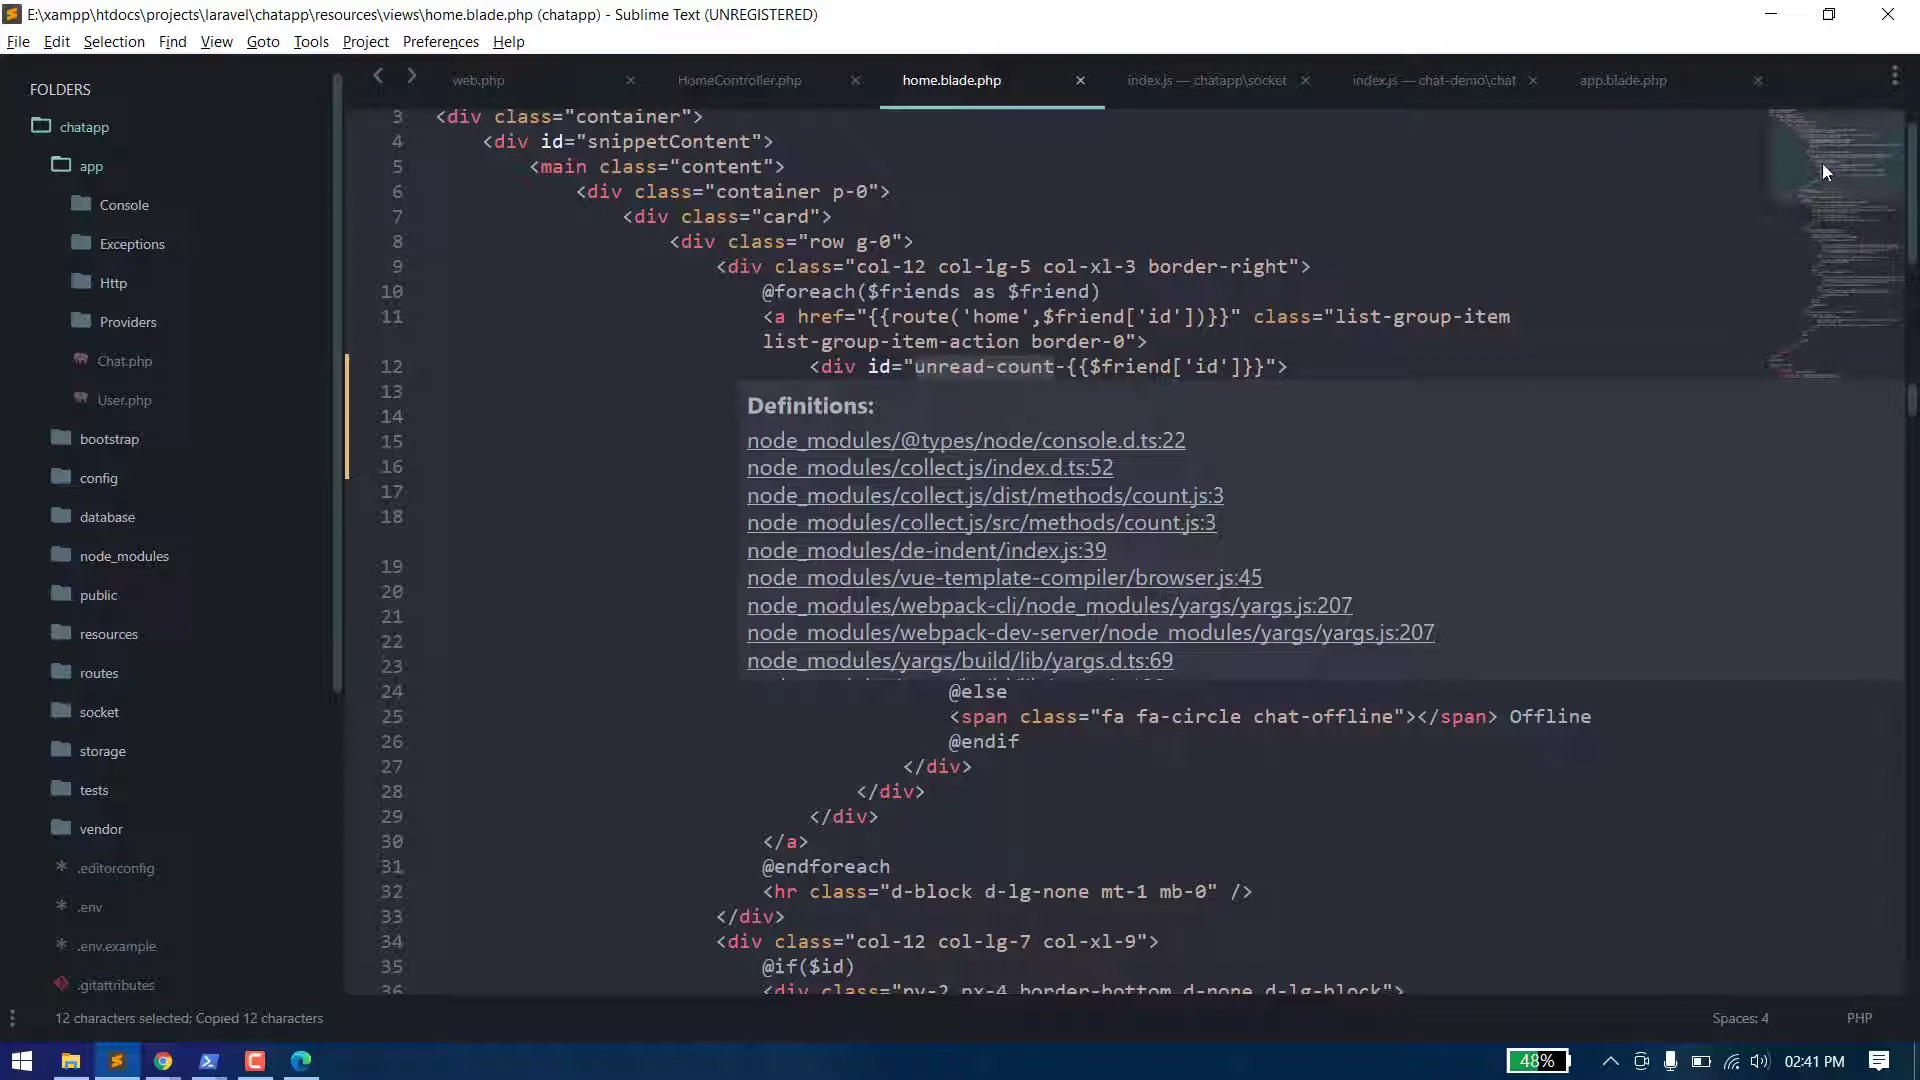 E:\xampp\htdocs\projects\laravel\chatapp\resources\views\home.blade.php (chatapp) - Sublime Text (UNREGISTERED)
File Edit Selection Find View Goto Tools Project Preferences Help
FOLDERS
chatapp
app
Console
Exceptions
Http
Providers
Chat.php
User.php
bootstrap
config
database
node_modules
public
resources
routes
socket
storage
tests
vendor
.editorconfig
.env
.env.example
.gitattributes
web.php HomeController.php home.blade.php index.js — chatapp\socket index.js — chat-demo\chat app.blade.php
3 <div class="container">
4 <div id="snippetContent">
5 <main class="content">
6 <div class="container p-0">
7 <div class="card">
8 <div class="row g-0">
9 <div class="col-12 col-lg-5 col-xl-3 border-right">
10 @foreach($friends as $friend)
11 <a href="{{route('home',$friend['id'])}}" class="list-group-item
list-group-item-action border-0">
12 <div id="unread-count-{{$friend['id']}}">
13
14
15
16
17
18
19
20
21
22
23
Definitions:
node_modules/@types/node/console.d.ts:22
node_modules/collect.js/index.d.ts:52
node_modules/collect.js/dist/methods/count.js:3
node_modules/collect.js/src/methods/count.js:3
node_modules/de-indent/index.js:39
node_modules/vue-template-compiler/browser.js:45
node_modules/webpack-cli/node_modules/yargs/yargs.js:207
node_modules/webpack-dev-server/node_modules/yargs/yargs.js:207
node_modules/yargs/build/lib/yargs.d.ts:69
24 @else
25 <span class="fa fa-circle chat-offline"></span> Offline
26 @endif
27 </div>
28 </div>
29 </div>
30 </a>
31 @endforeach
32 <hr class="d-block d-lg-none mt-1 mb-0" />
33 </div>
34 <div class="col-12 col-lg-7 col-xl-9">
35 @if($id)
36 <div class="py-2 px-4 border-bottom d-none d-lg-block">
12 characters selected; Copied 12 characters
Spaces: 4 PHP
48% 02:41 PM